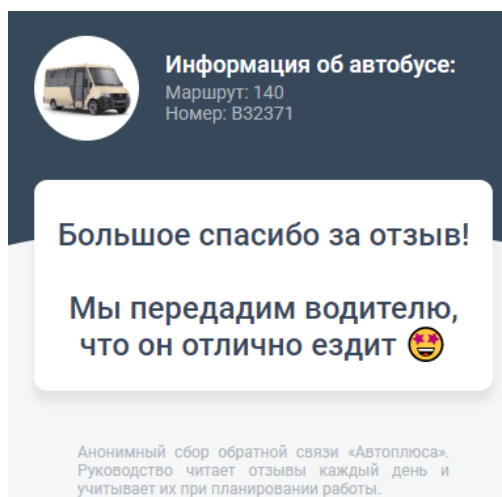 Информация об автобусе:
Маршрут: 140
Номер: В32371
Большое спасибо за отзыв!
Мы передадим водителю,
что он отлично ездит 🤩
Анонимный сбор обратной связи «Автоплюса».
Руководство читает отзывы каждый день и
учитывает их при планировании работы.